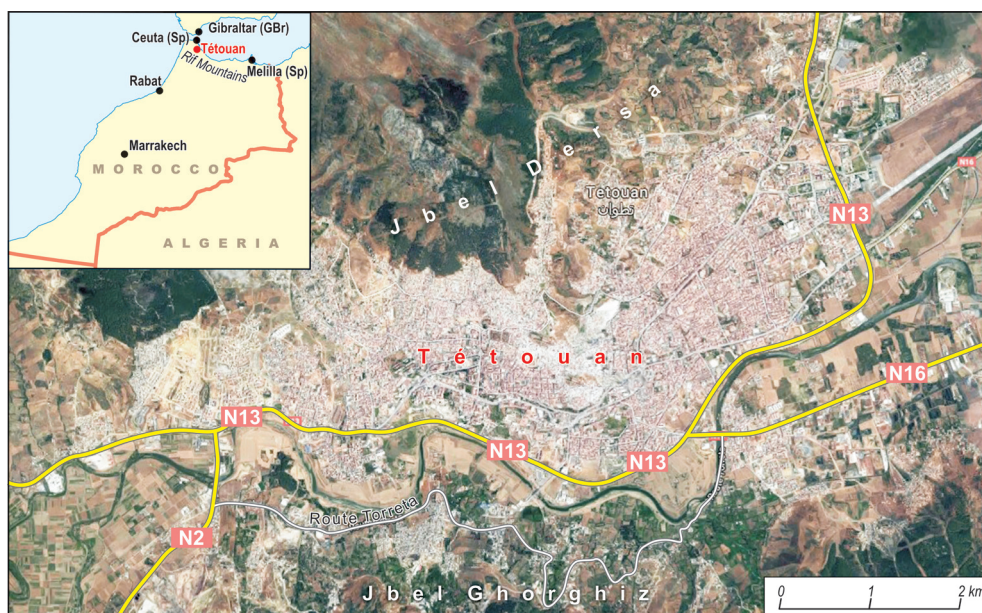 Gibraltar (GBr)
Ceuta (Sp)
Tétouan
Rif Mountains
Melilla (Sp)
Rabat
Marrakech
MOROCCO
ALGERIA
Jbel Dersa
Tétouan
تطوان
N16
N13
Tétouan
N16
N13
N13
N13
Route Torreta
N2
Jbel Ghorghiz
0 1 2 km